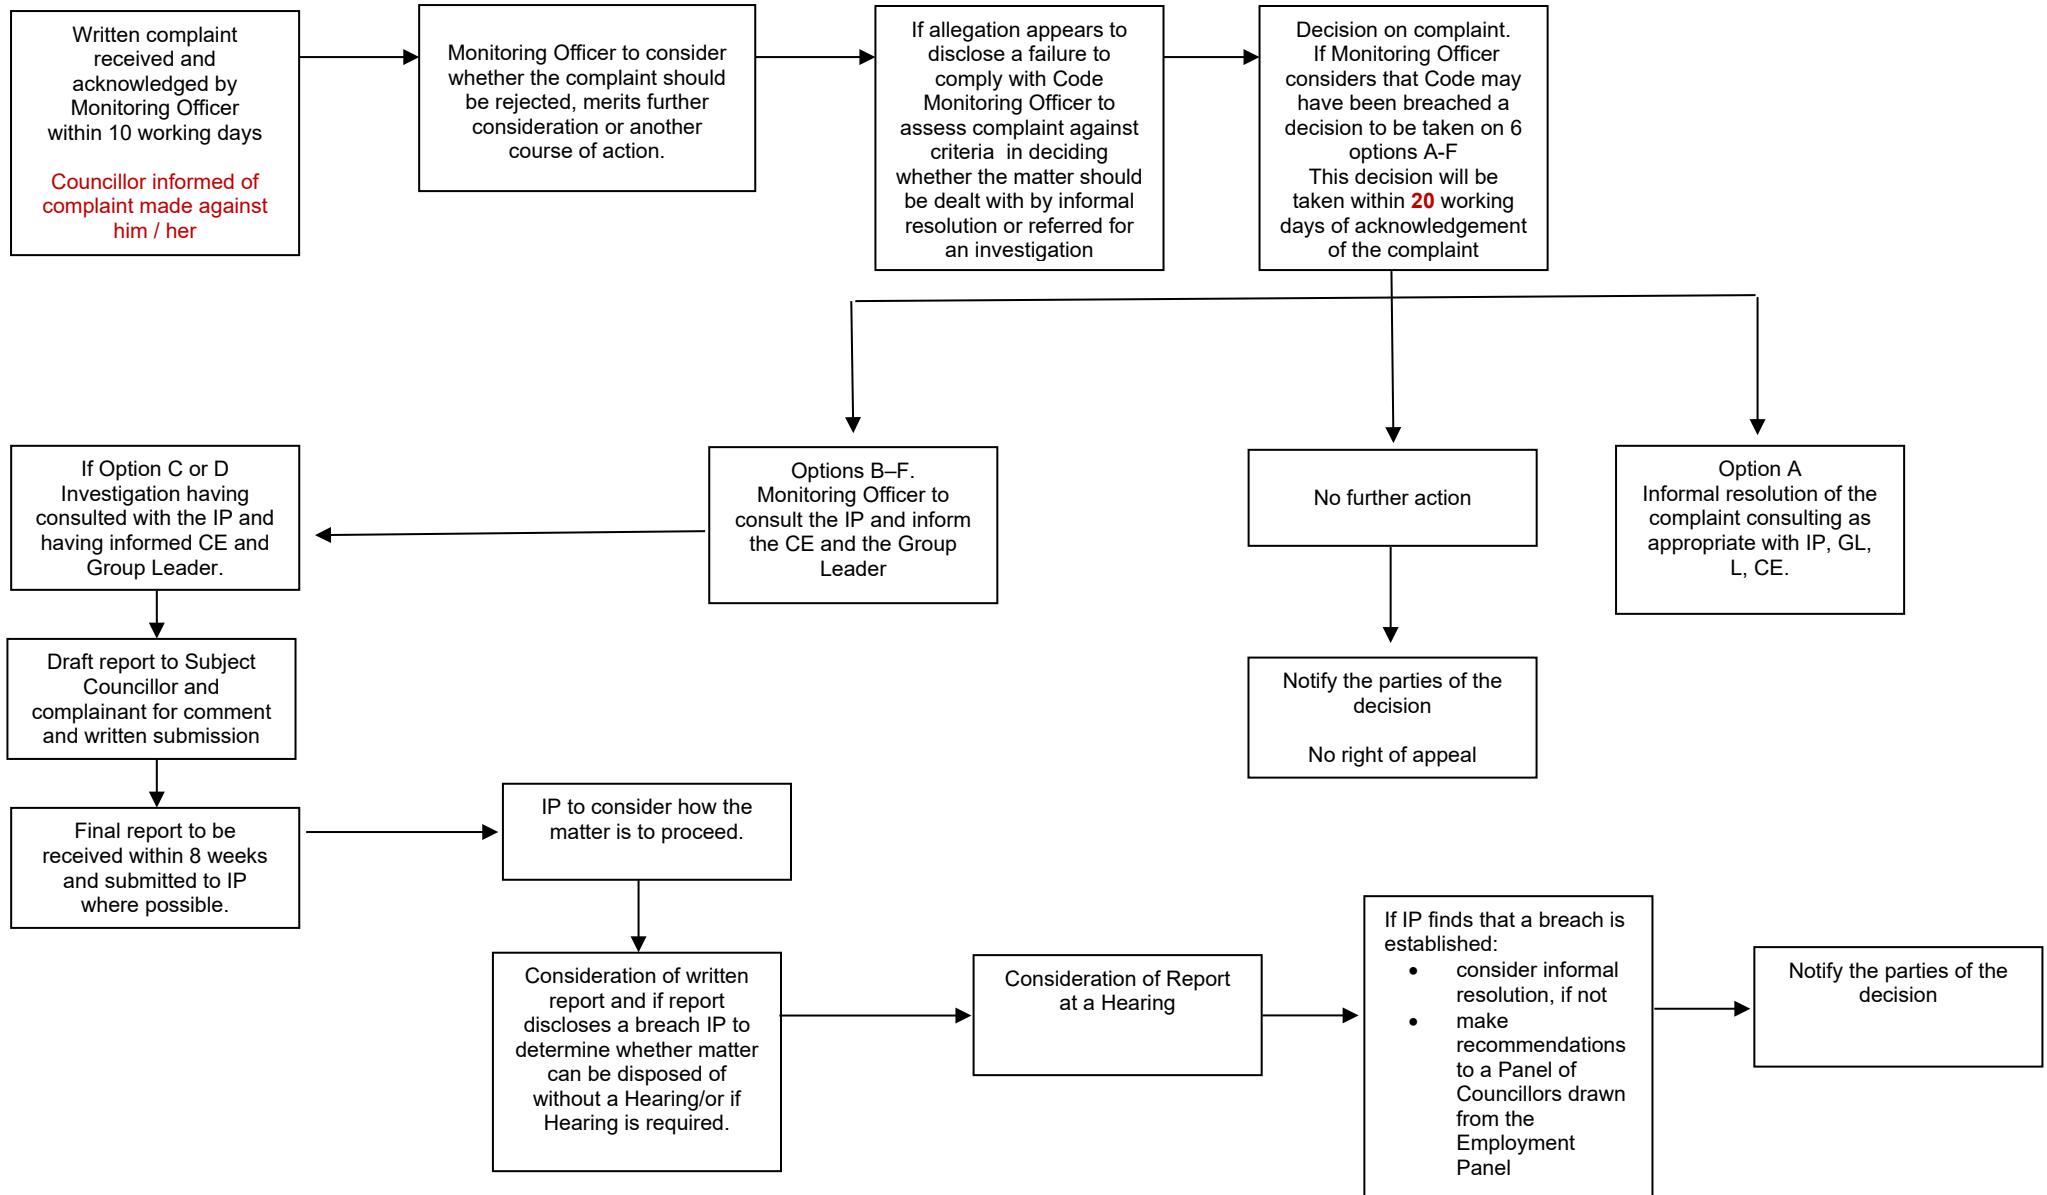 Written complaint
received and
acknowledged by
Monitoring Officer
within 10 working days
Councillor informed of
complaint made against
him / her
Monitoring Officer to consider
whether the complaint should
be rejected, merits further
consideration or another
course of action.
If allegation appears to
disclose a failure to
comply with Code
Monitoring Officer to
assess complaint against
criteria in deciding
whether the matter should
be dealt with by informal
resolution or referred for
an investigation
Decision on complaint.
If Monitoring Officer
considers that Code may
have been breached a
decision to be taken on 6
options A-F
This decision will be
taken within 20 working
days of acknowledgement
of the complaint
If Option C or D
Investigation having
consulted with the IP and
having informed CE and
Group Leader.
Options B–F.
Monitoring Officer to
consult the IP and inform
the CE and the Group
Leader
No further action
Option A
Informal resolution of the
complaint consulting as
appropriate with IP, GL,
L, CE.
Draft report to Subject
Councillor and
complainant for comment
and written submission
Notify the parties of the
decision
No right of appeal
Final report to be
received within 8 weeks
and submitted to IP
where possible.
IP to consider how the
matter is to proceed.
Consideration of written
report and if report
discloses a breach IP to
determine whether matter
can be disposed of
without a Hearing/or if
Hearing is required.
Consideration of Report
at a Hearing
If IP finds that a breach is
established:
• consider informal
resolution, if not
• make
recommendations
to a Panel of
Councillors drawn
from the
Employment
Panel
Notify the parties of the
decision